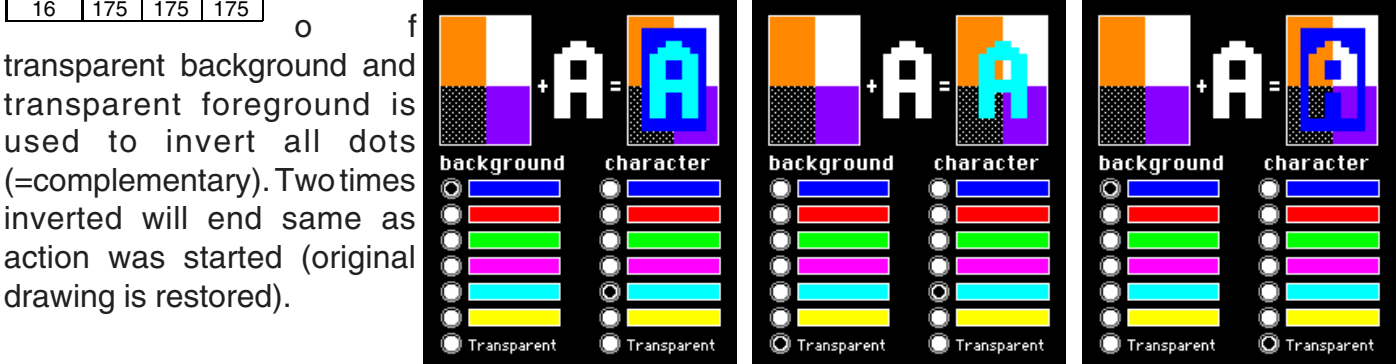 16 175 175 175
o f
transparent background and
transparent foreground is
used to invert all dots
(=complementary). Two times
inverted will end same as
action was started (original
drawing is restored).
+ A = A
background character
Transparent Transparent
+ A = A
background character
Transparent Transparent
+ A = A
background character
Transparent Transparent